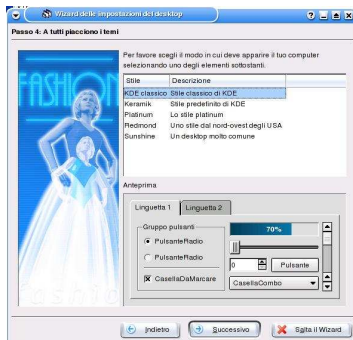 Wizard delle impostazioni del desktop
Passo 4: A tutti piacciono i temi
FASHION
Per favore scegli il modo in cui deve apparire il tuo computer
selezionando uno degli elementi sottostanti.
Stile Descrizione
KDE classico Stile classico di KDE
Keramik Stile predefinito di KDE
Platinum Lo stile platinum
Redmond Uno stile dal nord-ovest degli USA
Sunshine Un desktop molto comune
Anteprima
Linguetta 1 Linguetta 2
Gruppo pulsanti
PulsanteRadio
PulsanteRadio
CasellaDaMarcare
70%
0 Pulsante
CasellaCombo
fashion
Indietro Successivo Salta il Wizard